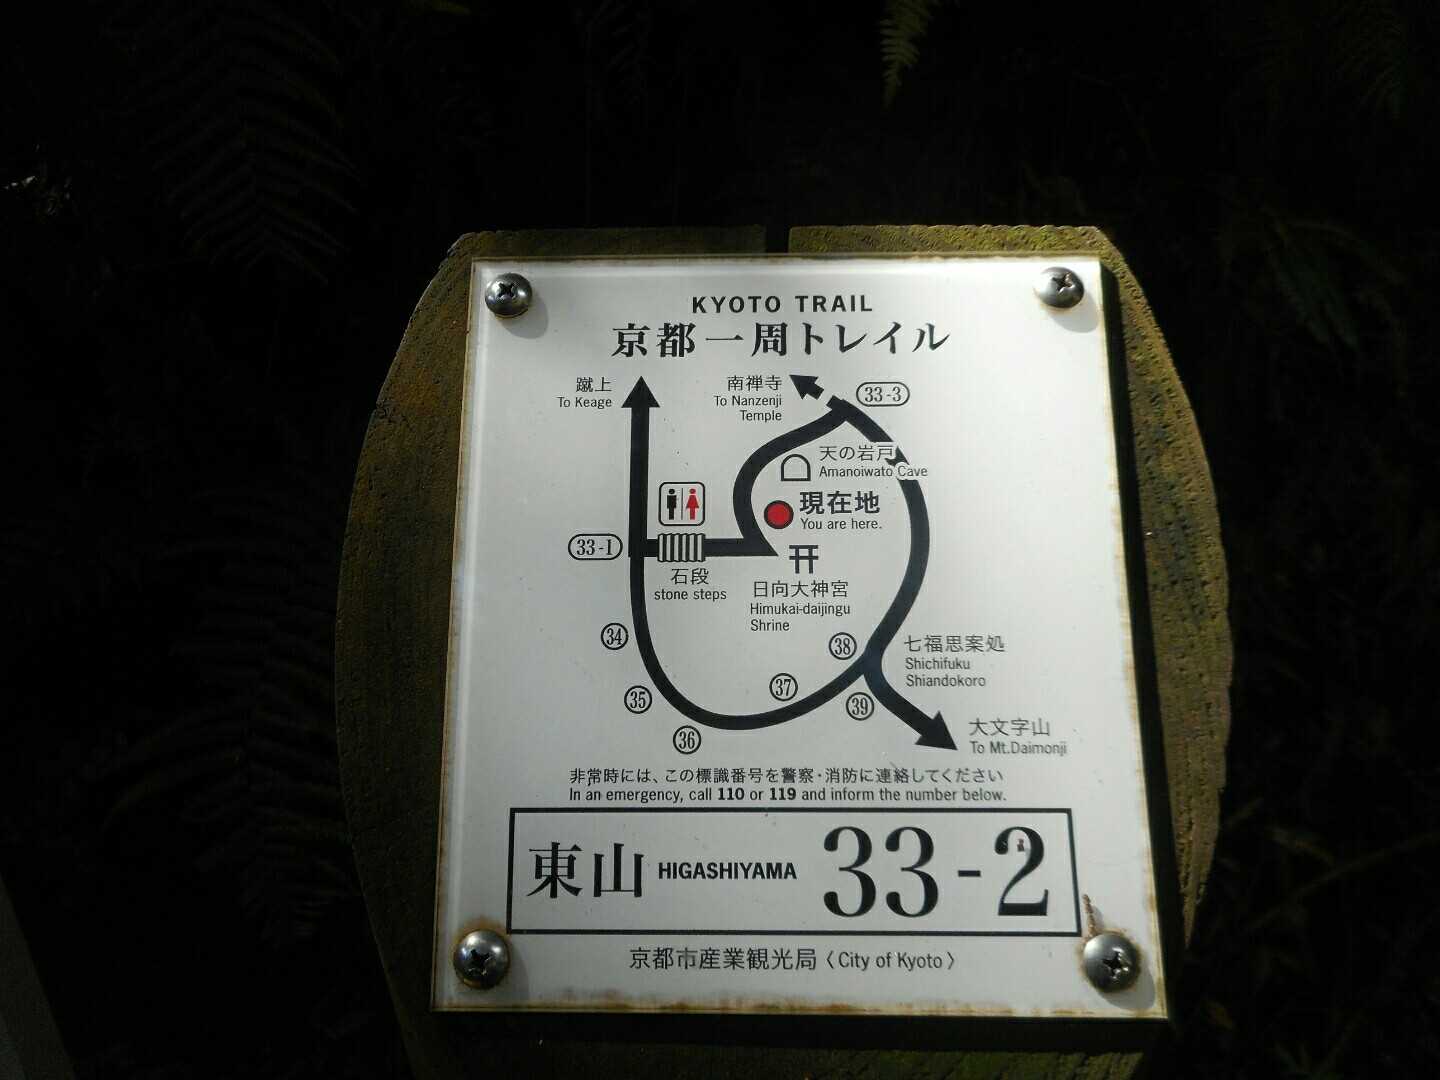 KYOTO TRAIL
京都一周トレイル
蹴上
To Keage
南禅寺
To Nanzenji
Temple
33-3
天の岩戸
Amanoiwato Cave
現在地
You are here.
33-1
石段
stone steps
日向大神宮
Himukai-daijingu
Shrine
34
35
36
37
38
39
七福思案処
Shichifuku
Shiandokoro
大文字山
To Mt.Daimonji
非常時には、この標識番号を警察・消防に連絡してください
In an emergency, call 110 or 119 and inform the number below.
東山 HIGASHIYAMA 33-2
京都市産業観光局〈City of Kyoto〉